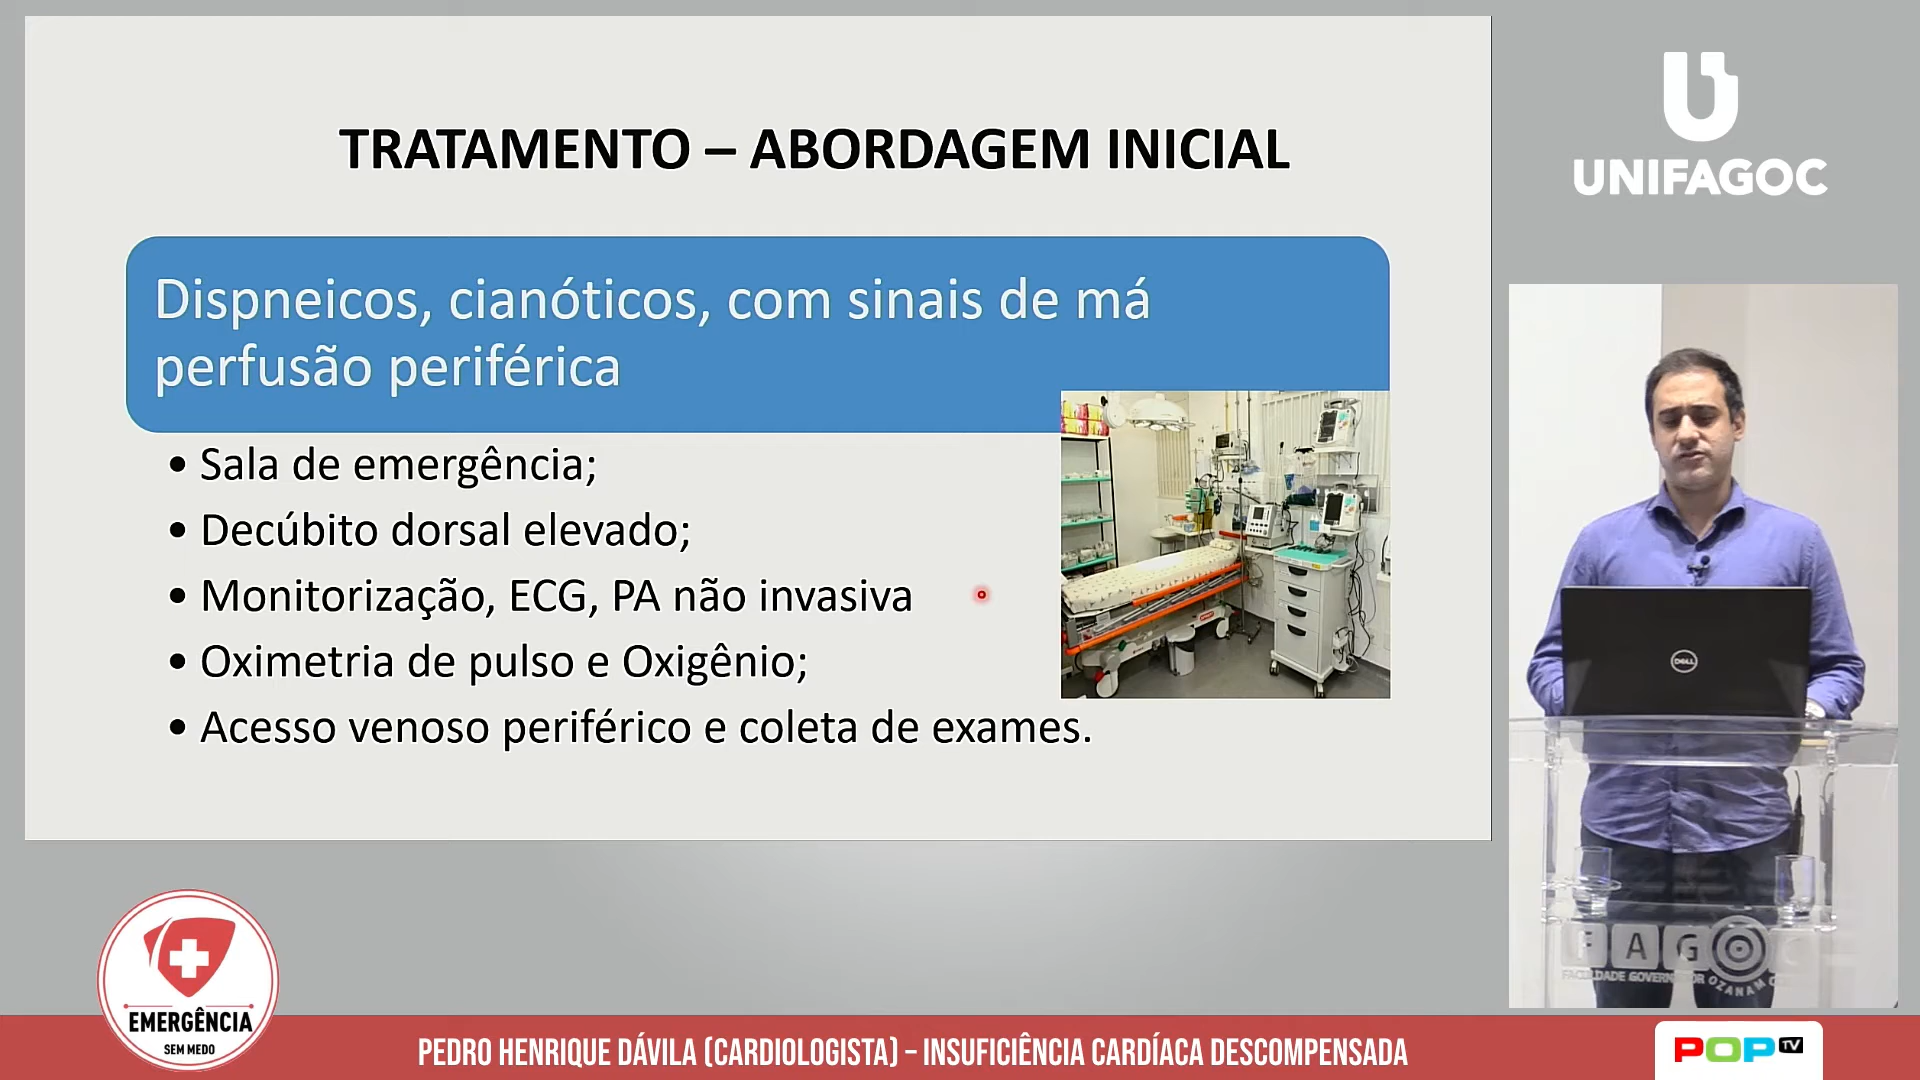 TRATAMENTO – ABORDAGEM INICIAL
Dispneicos, cianóticos, com sinais de má
perfusão periférica
• Sala de emergência;
• Decúbito dorsal elevado;
• Monitorização, ECG, PA não invasiva
• Oximetria de pulso e Oxigênio;
• Acesso venoso periférico e coleta de exames.
UNIFAGOC
DELL
FAGOC
EMERGÊNCIA
SEM MEDO
PEDRO HENRIQUE DÁVILA (CARDIOLOGISTA) – INSUFICIÊNCIA CARDÍACA DESCOMPENSADA
POP TV